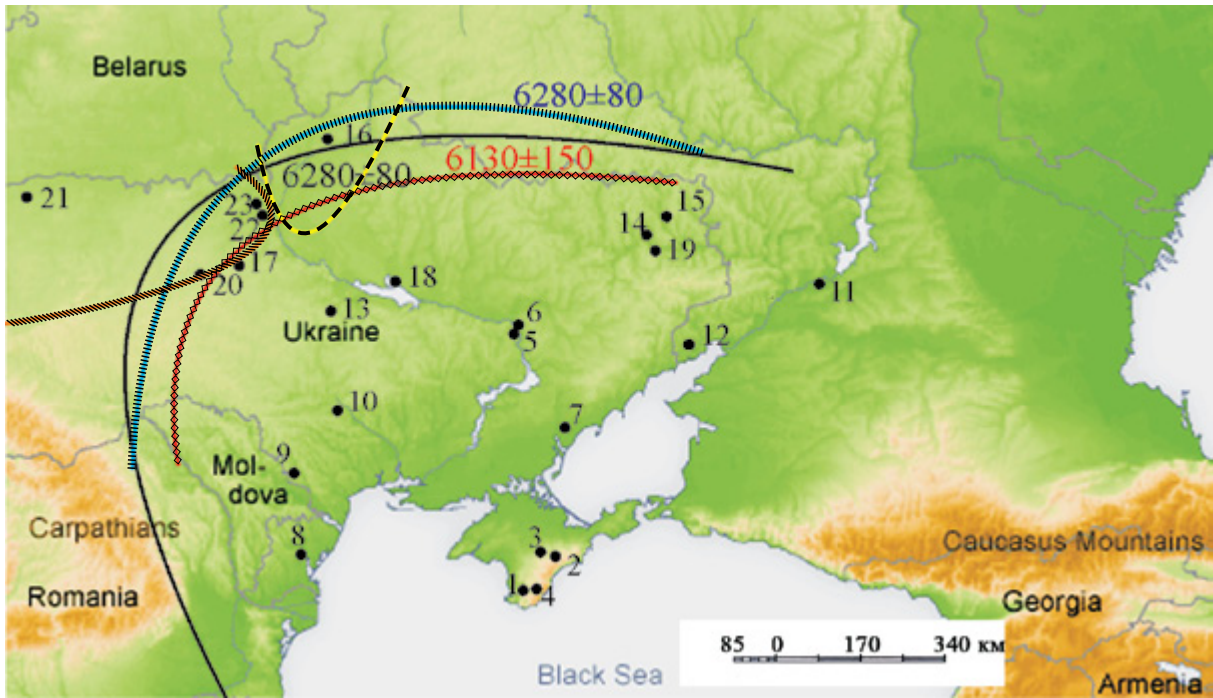 Belarus
6280±80
16
6130±150
6280±80
21
23
22
15
14
19
17
20
18
11
13
Ukraine
6
5
12
10
7
9
Mol-
dova
Carpathians
8
3
2
Caucasus Mountains
1
4
Romania
Georgia
85 0 170 340 км
Black Sea
Armenia